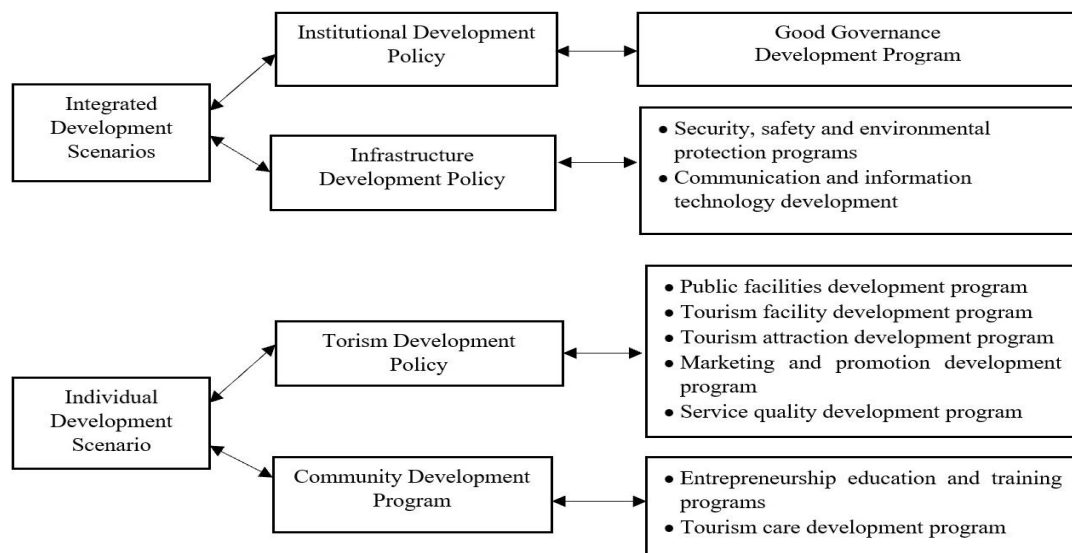 Integrated
Development
Scenarios
Institutional Development
Policy
Good Governance
Development Program
Infrastructure
Development Policy
● Security, safety and environmental
protection programs
● Communication and information
technology development
Individual
Development
Scenario
Torism Development
Policy
● Public facilities development program
● Tourism facility development program
● Tourism attraction development program
● Marketing and promotion development
program
● Service quality development program
Community Development
Program
● Entrepreneurship education and training
programs
● Tourism care development program